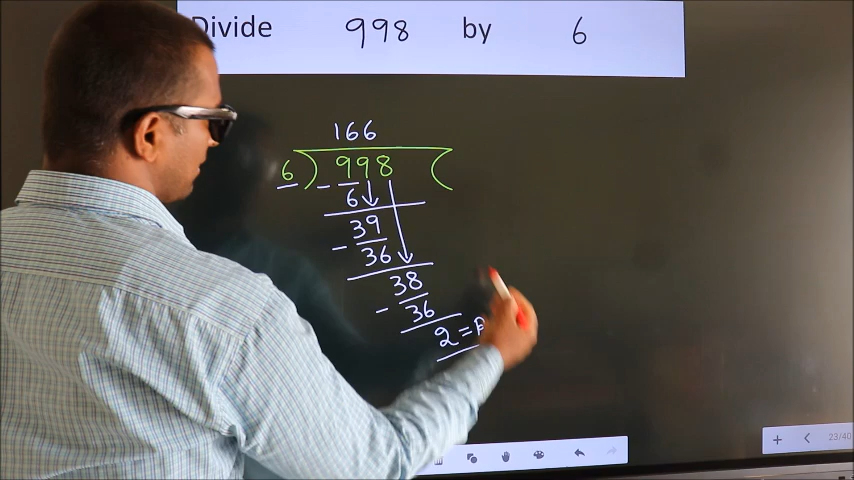 Divide 998 by 6
166
6 ) 998 (
- 6
39
- 36
38
- 36
2 = R
23/40